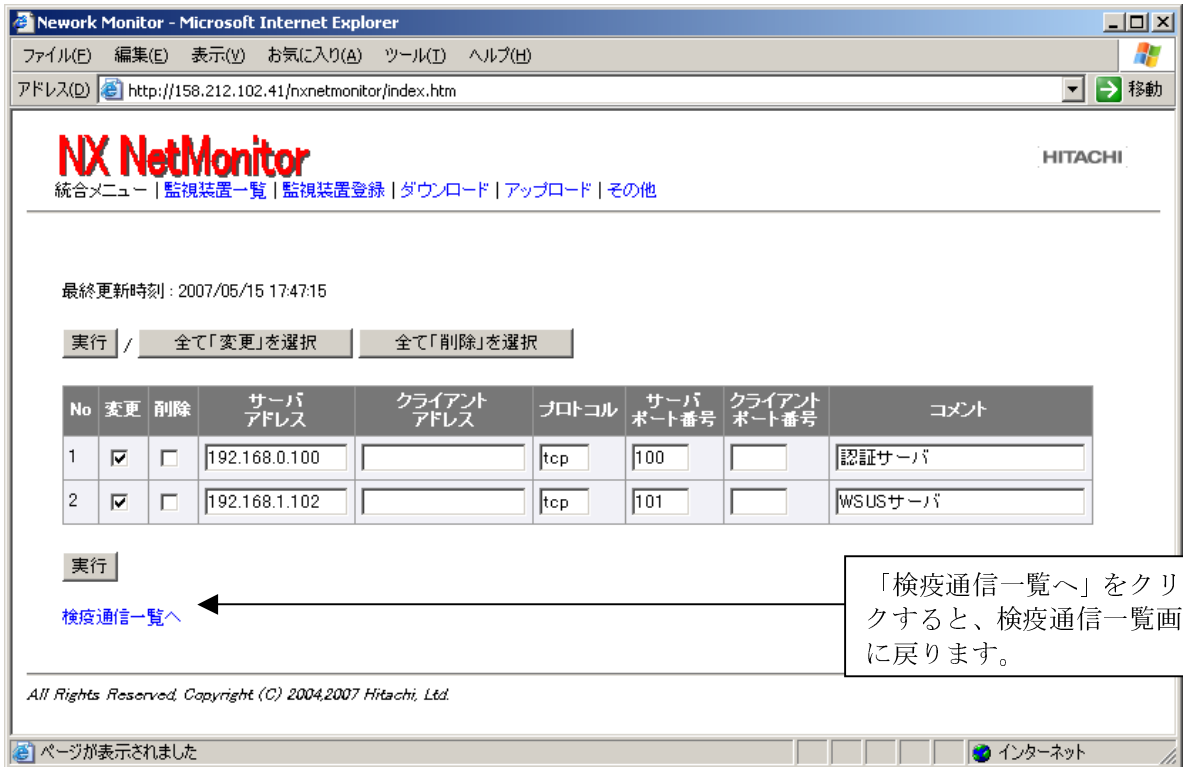 Nework Monitor - Microsoft Internet Explorer
ファイル(F) 編集(E) 表示(V) お気に入り(A) ツール(T) ヘルプ(H)
アドレス(D) http://158.212.102.41/nxnetmonitor/index.htm 移動
NX NetMonitor
HITACHI
統合メニュー | 監視装置一覧 | 監視装置登録 | ダウンロード | アップロード | その他
最終更新時刻 : 2007/05/15 17:47:15
実行 / 全て「変更」を選択 全て「削除」を選択
No 変更 削除 サーバ アドレス クライアント アドレス プロトコル サーバ ポート番号 クライアント ポート番号 コメント
1 192.168.0.100 tcp 100 認証サーバ
2 192.168.1.102 tcp 101 WSUSサーバ
実行
検疫通信一覧へ
「検疫通信一覧へ」をクリ
クすると、検疫通信一覧画
に戻ります。
All Rights Reserved, Copyright (C) 2004,2007 Hitachi, Ltd.
ページが表示されました インターネット